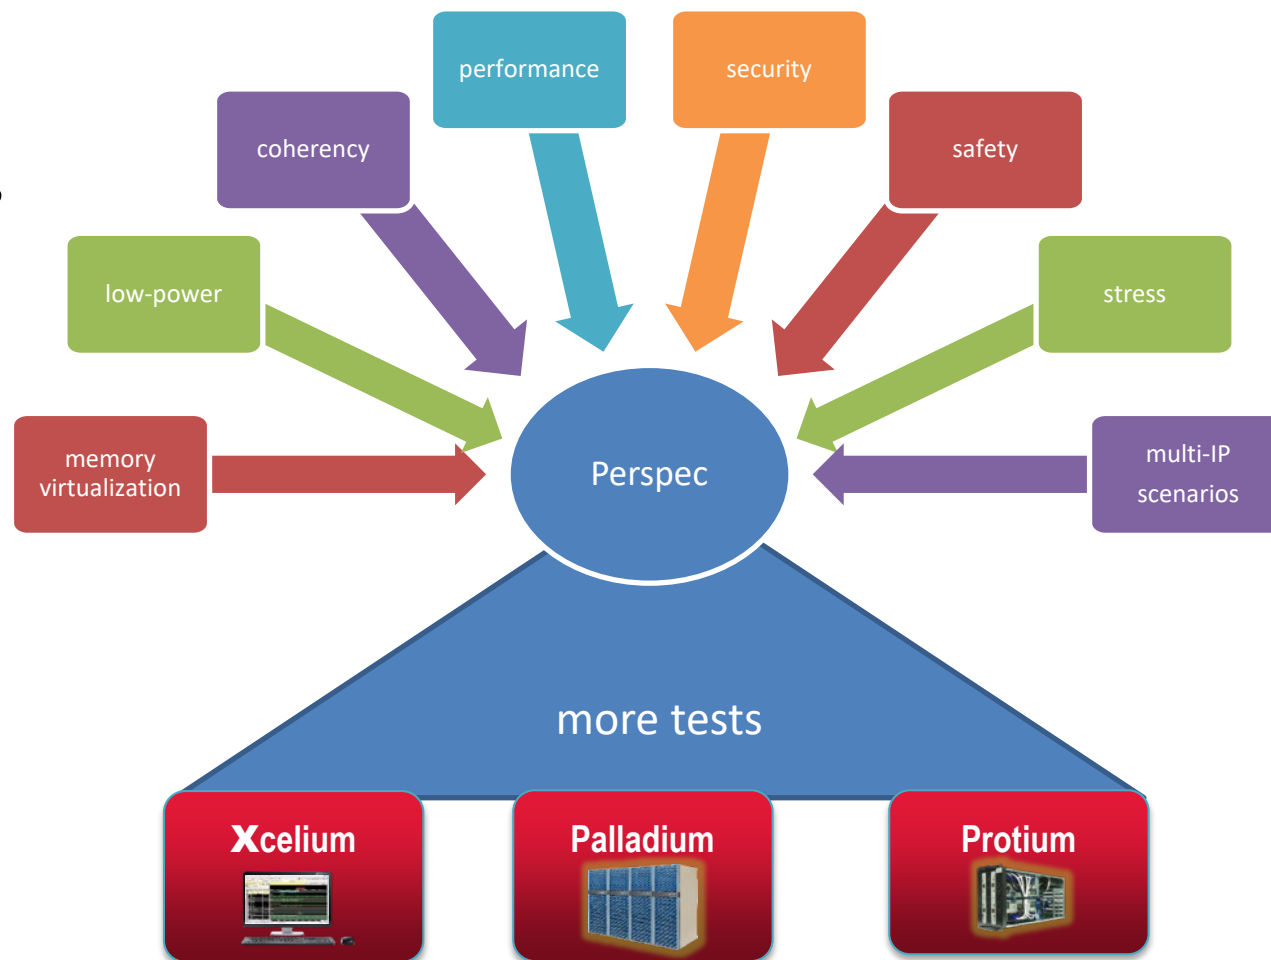 performance
security
coherency
safety
low-power
stress
memory
virtualization
Perspec
multi-IP
scenarios
more tests
Xcelium
Palladium
Protium